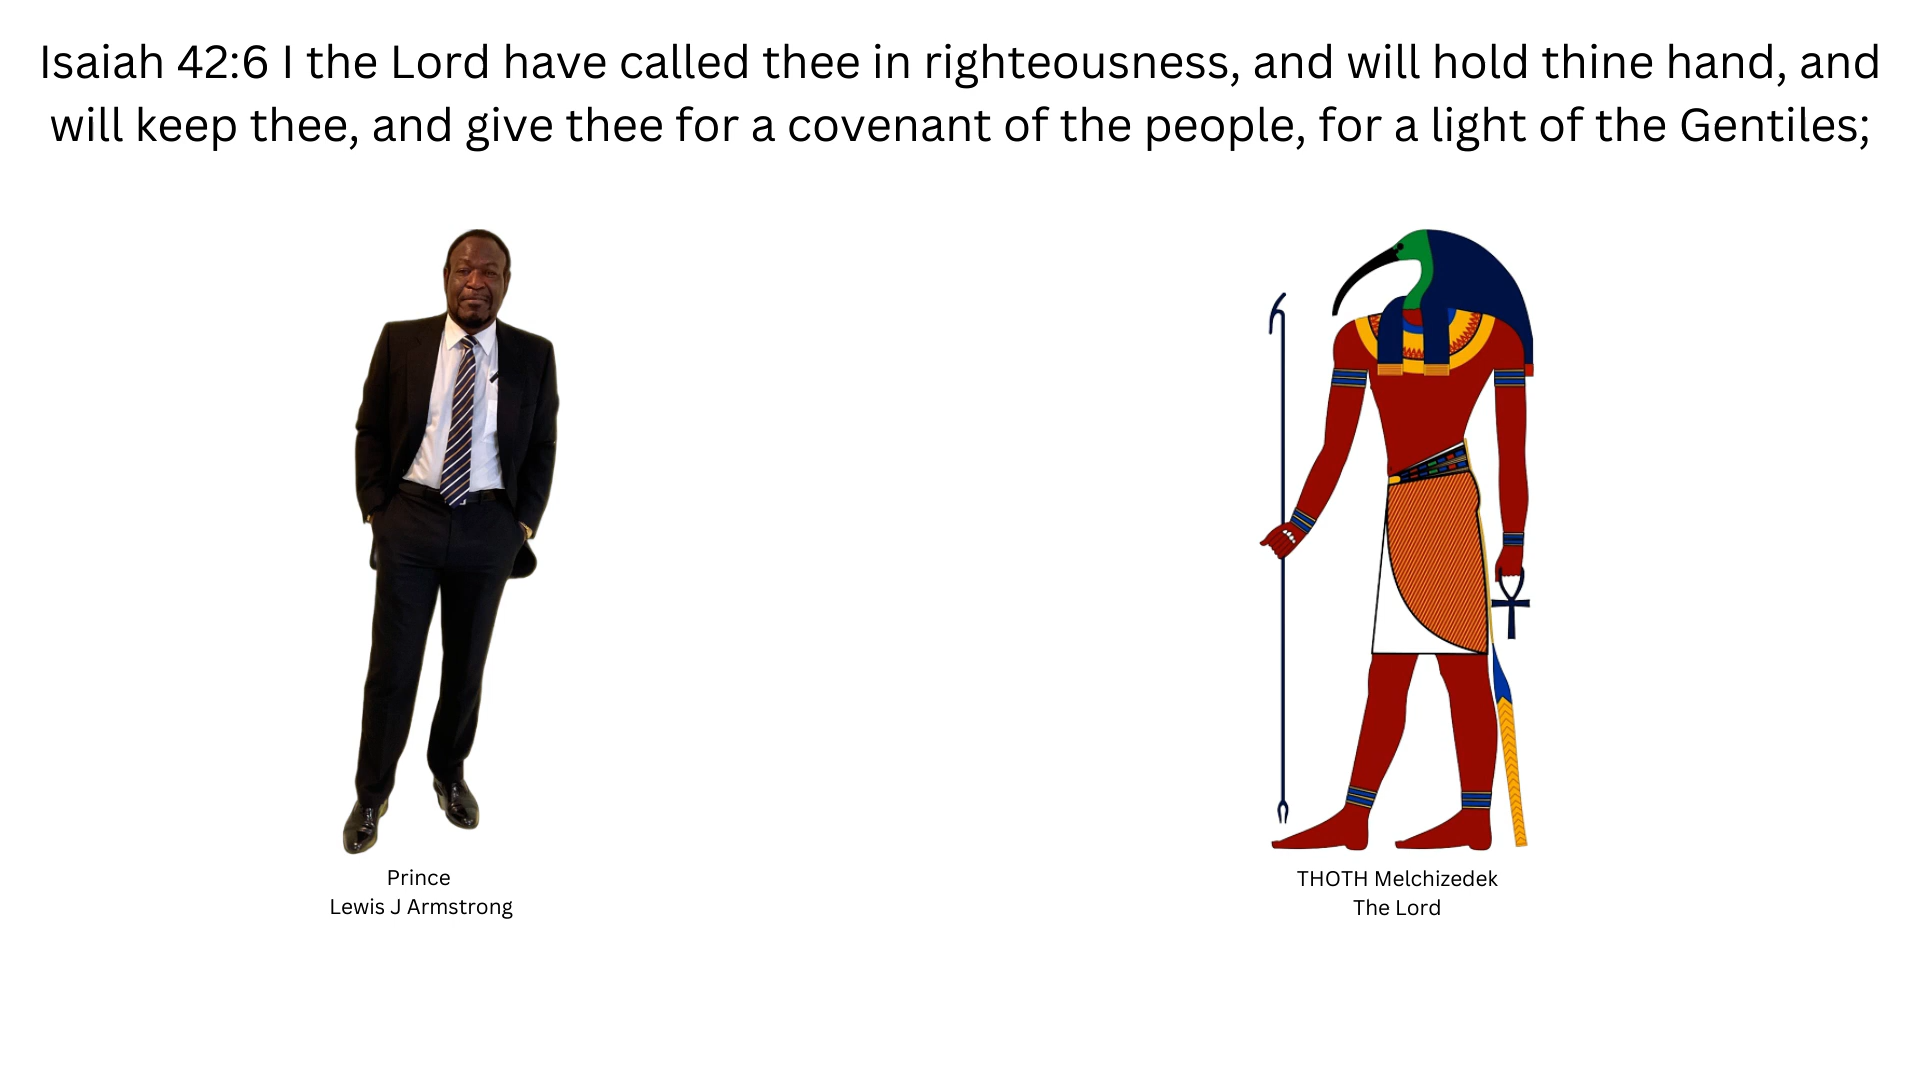 Isaiah 42:6 I the Lord have called thee in righteousness, and will hold thine hand, and
will keep thee, and give thee for a covenant of the people, for a light of the Gentiles;
Prince
Lewis J Armstrong
THOTH Melchizedek
The Lord